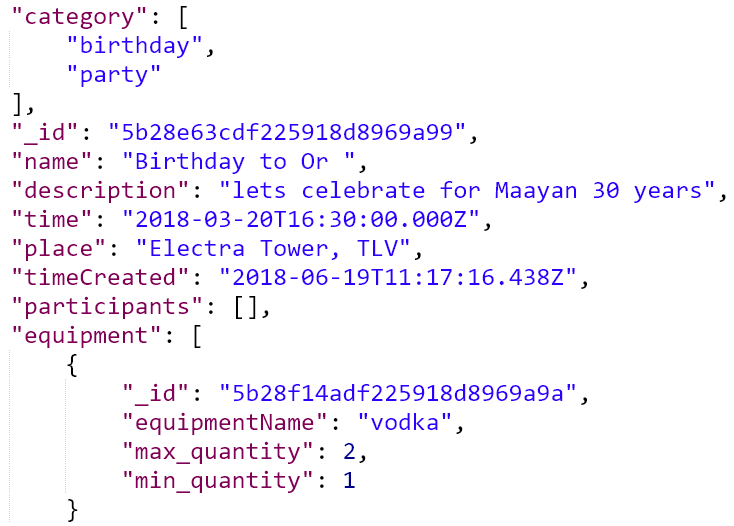 "category": [
"birthday",
"party"
],
"_id": "5b28e63cdf225918d8969a99",
"name": "Birthday to Or ",
"description": "lets celebrate for Maayan 30 years",
"time": "2018-03-20T16:30:00.000Z",
"place": "Electra Tower, TLV",
"timeCreated": "2018-06-19T11:17:16.438Z",
"participants": [],
"equipment": [
{
"_id": "5b28f14adf225918d8969a9a",
"equipmentName": "vodka",
"max_quantity": 2,
"min_quantity": 1
}